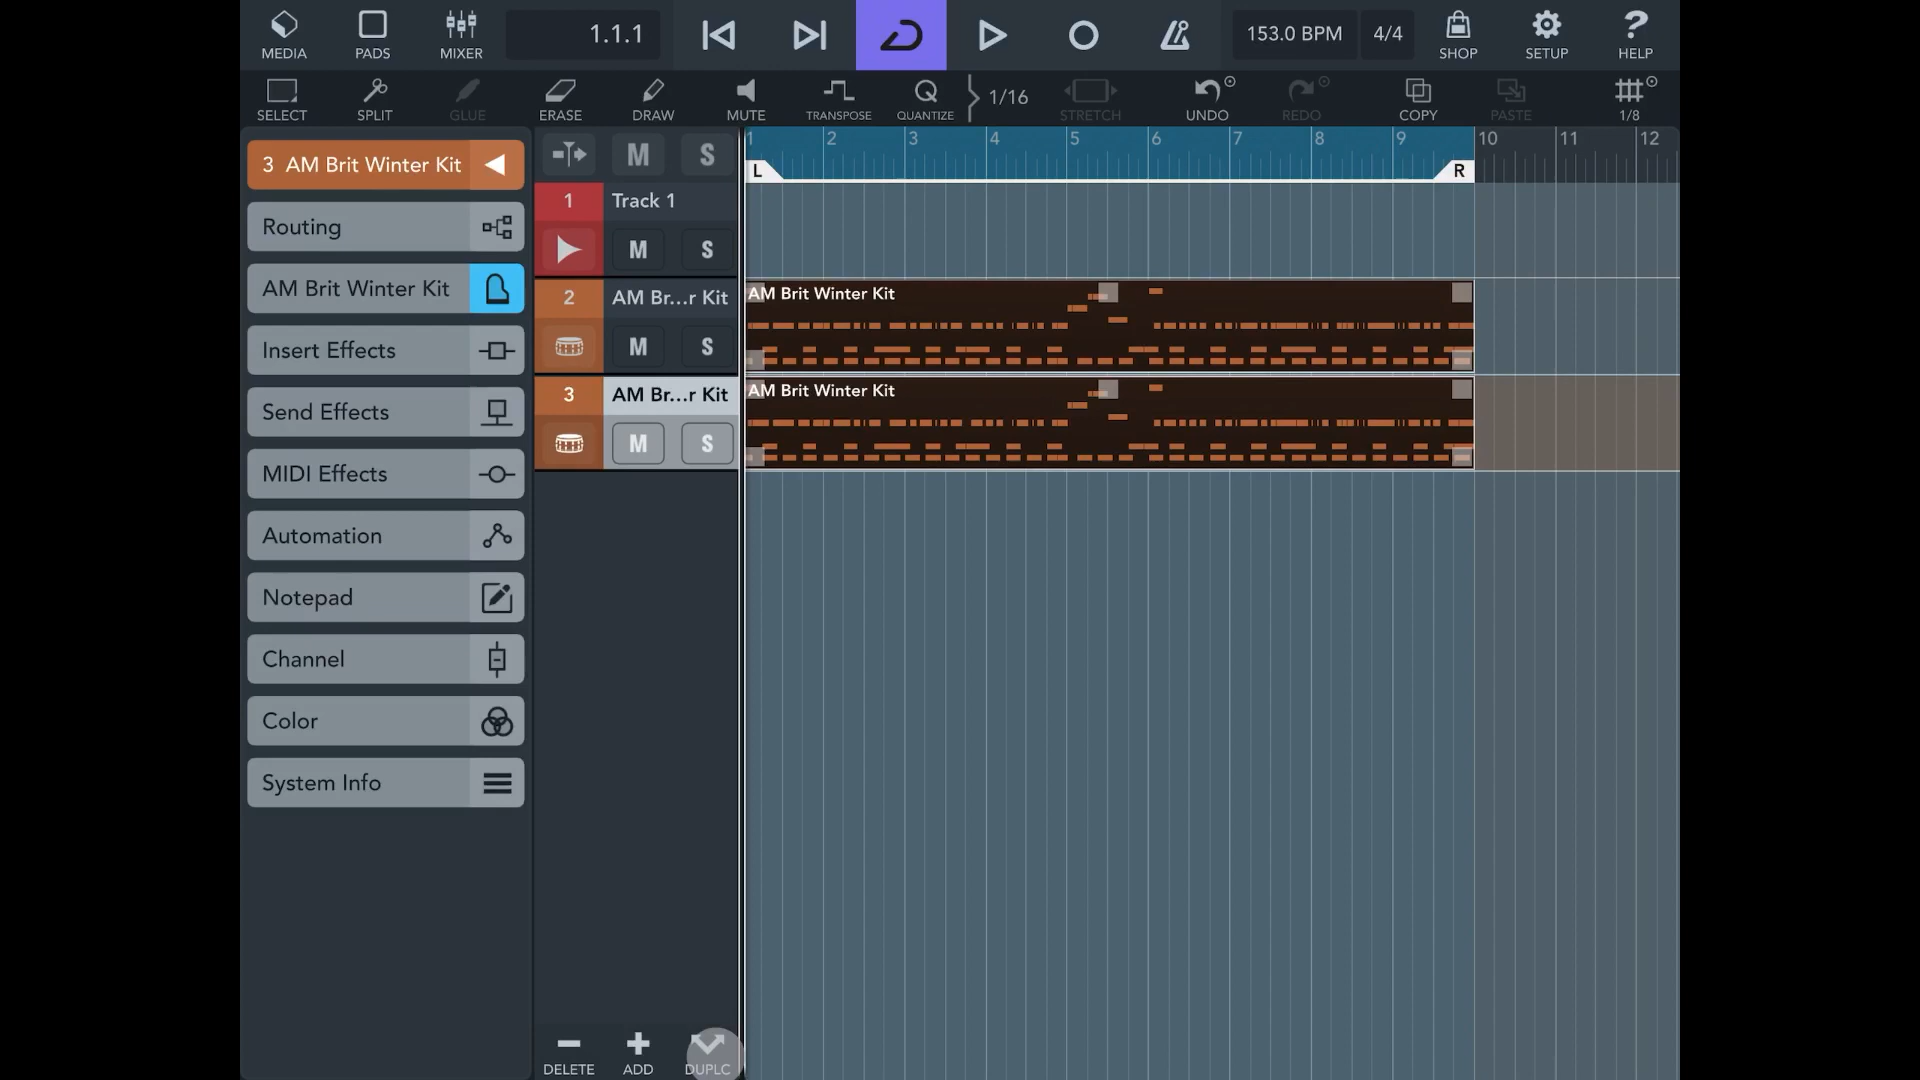 MEDIA
PADS
MIXER
1.1.1
153.0 BPM
4/4
SHOP
SETUP
? HELP
SELECT
SPLIT
GLUE
ERASE
DRAW
MUTE
TRANSPOSE
Q QUANTIZE
1/16
STRETCH
UNDO
REDO
COPY
PASTE
1/8
3 AM Brit Winter Kit
Routing
AM Brit Winter Kit
Insert Effects
Send Effects
MIDI Effects
Automation
Notepad
Channel
Color
System Info
M S
1 Track 1
M S
2 AM Br...r Kit
M S
3 AM Br...r Kit
M S
DELETE
ADD
DUPLC
1 2 3 4 5 6 7 8 9 10 11 12
L R
AM Brit Winter Kit
AM Brit Winter Kit